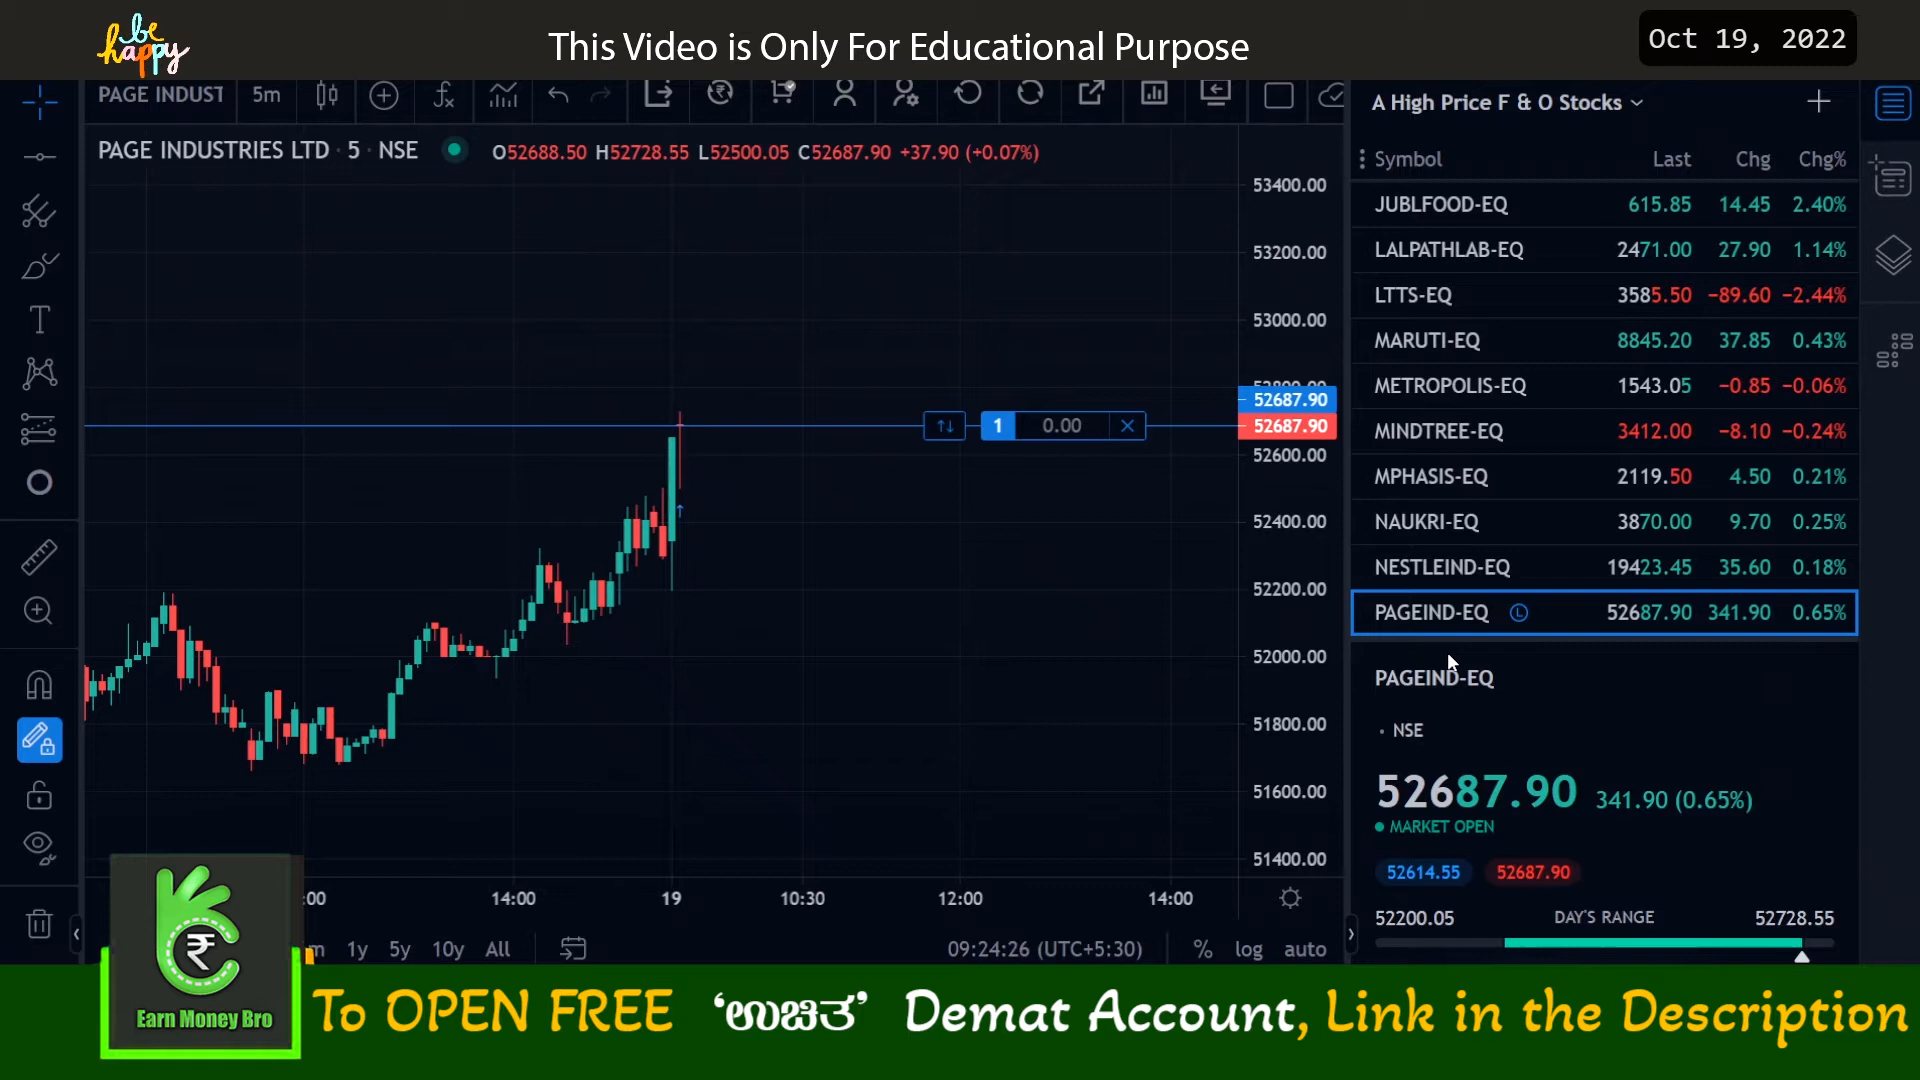 be happy
This Video is Only For Educational Purpose
Oct 19, 2022
PAGE INDUST 5m
PAGE INDUSTRIES LTD · 5 · NSE
O52688.50 H52728.55 L52500.05 C52687.90 +37.90 (+0.07%)
53400.00
53200.00
53000.00
52687.90
1 0.00
52687.90
52600.00
52400.00
52200.00
52000.00
51800.00
51600.00
51400.00
:00 14:00 19 10:30 12:00 14:00
m 1y 5y 10y All
09:24:26 (UTC+5:30) % log auto
A High Price F & O Stocks
Symbol Last Chg Chg%
JUBLFOOD-EQ 615.85 14.45 2.40%
LALPATHLAB-EQ 2471.00 27.90 1.14%
LTTS-EQ 3585.50 −89.60 −2.44%
MARUTI-EQ 8845.20 37.85 0.43%
METROPOLIS-EQ 1543.05 −0.85 −0.06%
MINDTREE-EQ 3412.00 −8.10 −0.24%
MPHASIS-EQ 2119.50 4.50 0.21%
NAUKRI-EQ 3870.00 9.70 0.25%
NESTLEIND-EQ 19423.45 35.60 0.18%
PAGEIND-EQ L 52687.90 341.90 0.65%
PAGEIND-EQ
· NSE
52687.90 341.90 (0.65%)
MARKET OPEN
52614.55 52687.90
52200.05 DAY'S RANGE 52728.55
₹
Earn Money Bro
To OPEN FREE ‘ಉಚಿತ’ Demat Account, Link in the Description